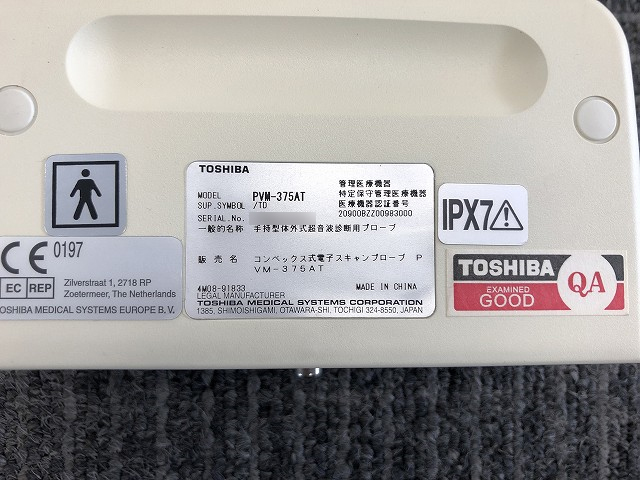 TOSHIBA
MODEL PVM-375AT
SUP. SYMBOL /TD
SERIAL.No.
管理医療機器
特定保守管理医療機器
医療機器認証番号
20900BZZ00983000
一般的名称 手持型体外式超音波診断用プローブ
販売名 コンベックス式電子スキャンプローブ P
VM-375AT
4M08-91833
MADE IN CHINA
LEGAL MANUFACTURER
TOSHIBA MEDICAL SYSTEMS CORPORATION
1385, SHIMOISHIGAMI, OTAWARA-SHI, TOCHIGI 324-8550, JAPAN
CE 0197
EC REP
Zilverstraat 1, 2718 RP
Zoetermeer, The Netherlands
TOSHIBA MEDICAL SYSTEMS EUROPE B.V.
IPX7
TOSHIBA
EXAMINED
GOOD
QA